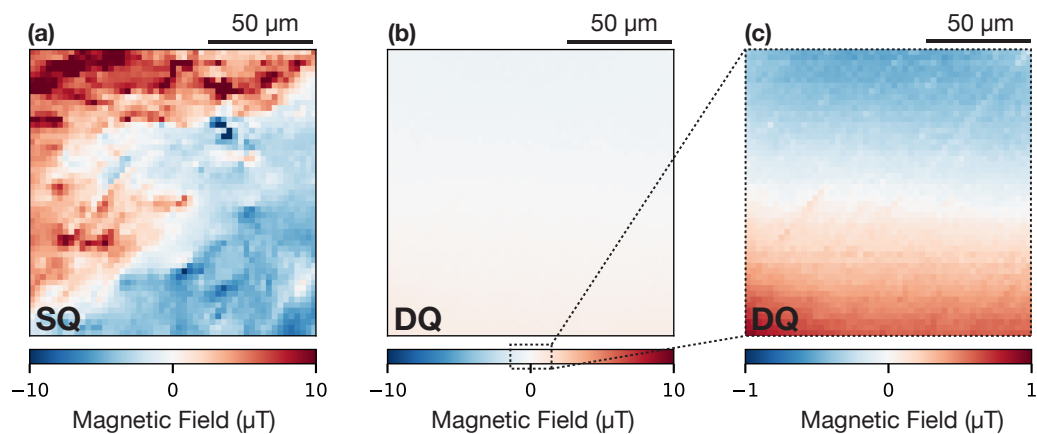 (a) 50 µm
(b) 50 µm
(c) 50 µm
SQ
DQ
DQ
−10 0 10
−10 0 10
−1 0 1
Magnetic Field (µT)
Magnetic Field (µT)
Magnetic Field (µT)